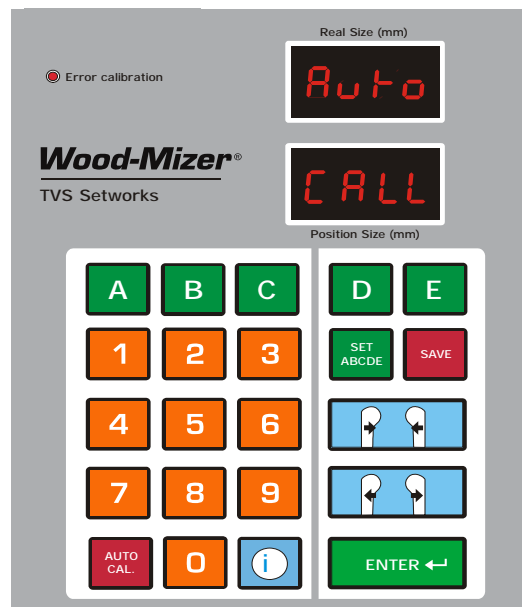 Real Size (mm)
Error calibration
Auto
Wood-Mizer®
TVS Setworks
CALL
Position Size (mm)
A B C D E
1 2 3 SET ABCDE SAVE
4 5 6
7 8 9
AUTO CAL. 0 i ENTER